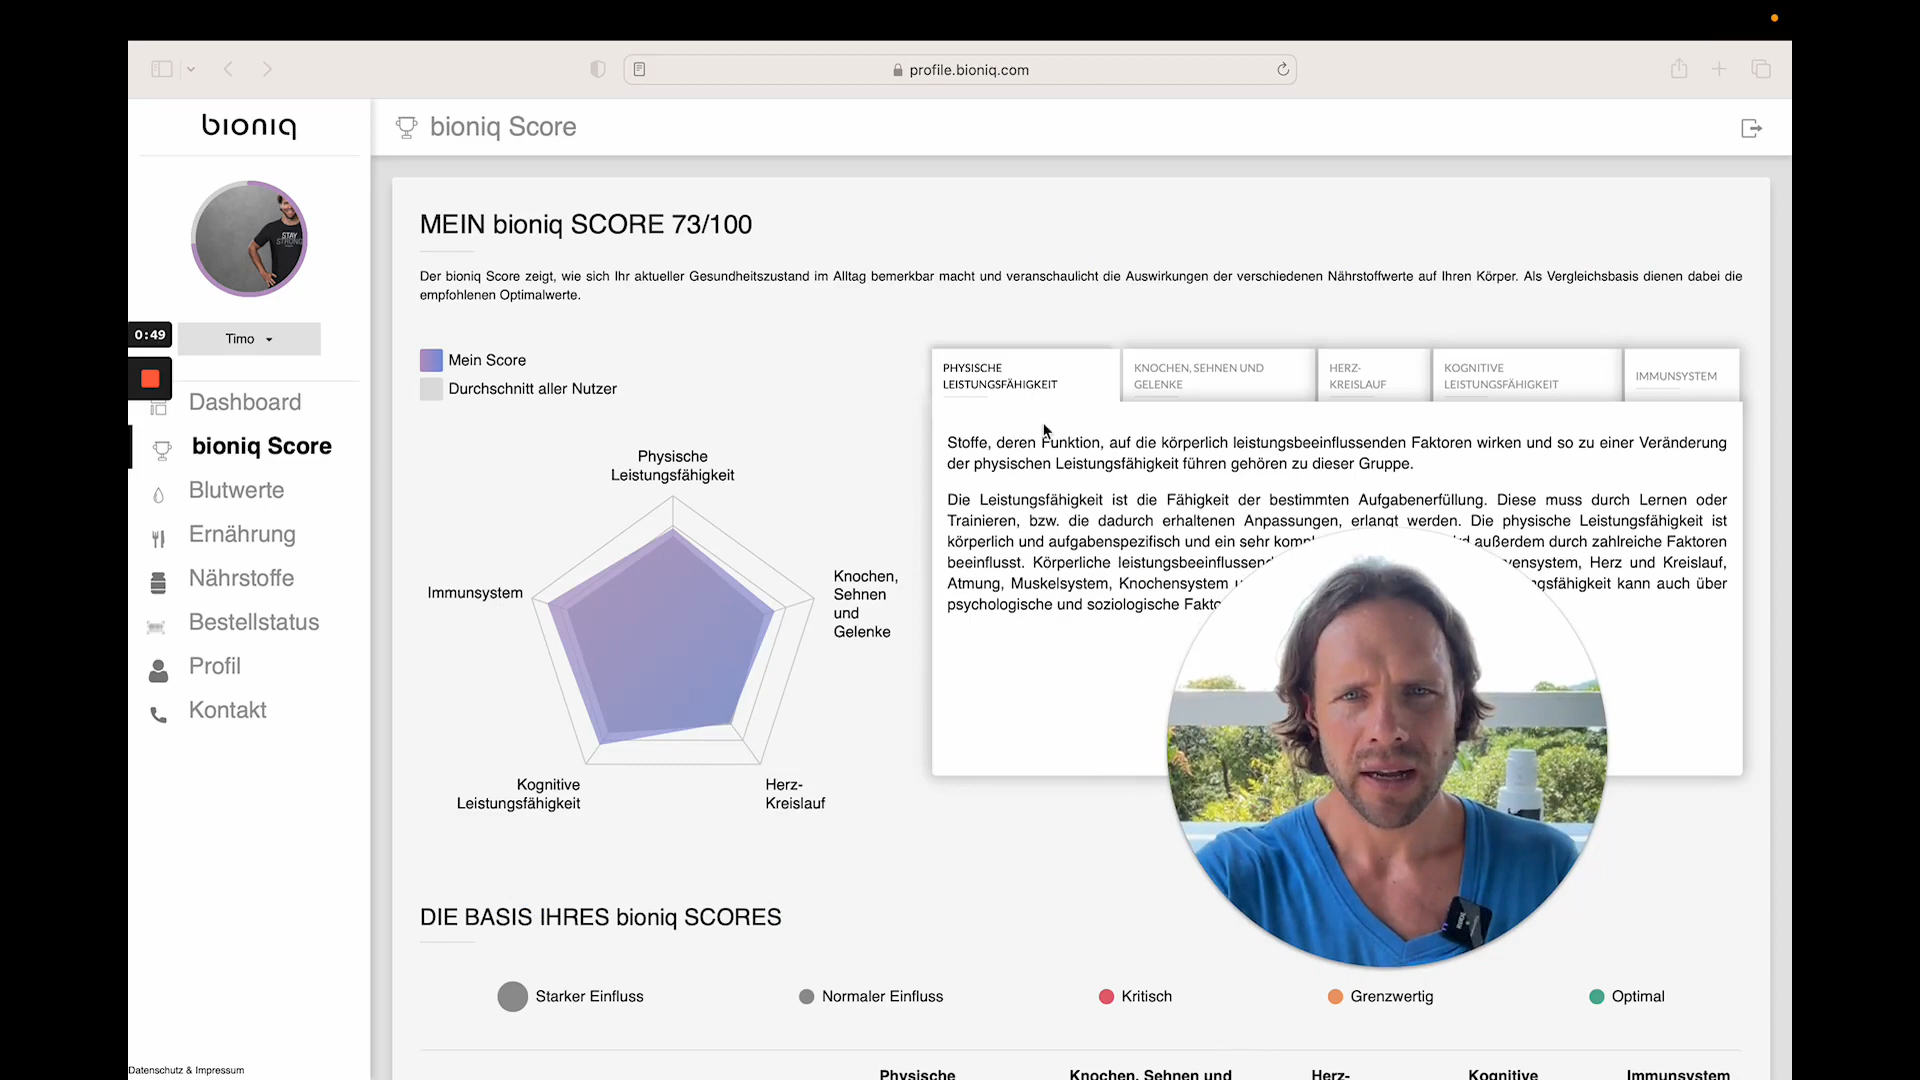 profile.bioniq.com
bioniq
bioniq Score
STAY
STRONG
0:49
Timo
Dashboard
bioniq Score
Blutwerte
Ernährung
Nährstoffe
Bestellstatus
Profil
Kontakt
Datenschutz & Impressum
MEIN bioniq SCORE 73/100
Der bioniq Score zeigt, wie sich Ihr aktueller Gesundheitszustand im Alltag bemerkbar macht und veranschaulicht die Auswirkungen der verschiedenen Nährstoffwerte auf Ihren Körper. Als Vergleichsbasis dienen dabei die
empfohlenen Optimalwerte.
Mein Score
Durchschnitt aller Nutzer
Physische
Leistungsfähigkeit
Immunsystem
Knochen,
Sehnen
und
Gelenke
Kognitive
Leistungsfähigkeit
Herz-
Kreislauf
PHYSISCHE
LEISTUNGSFÄHIGKEIT
KNOCHEN, SEHNEN UND
GELENKE
HERZ-
KREISLAUF
KOGNITIVE
LEISTUNGSFÄHIGKEIT
IMMUNSYSTEM
Stoffe, deren Funktion, auf die körperlich leistungsbeeinflussenden Faktoren wirken und so zu einer Veränderung
der physischen Leistungsfähigkeit führen gehören zu dieser Gruppe.
Die Leistungsfähigkeit ist die Fähigkeit der bestimmten Aufgabenerfüllung. Diese muss durch Lernen oder
Trainieren, bzw. die dadurch erhaltenen Anpassungen, erlangt werden. Die physische Leistungsfähigkeit ist
körperlich und aufgabenspezifisch und ein sehr außerdem durch zahlreiche Faktoren
beeinflusst. Körperliche Herz und Kreislauf,
Atmung, Muskelsystem, Knochensystem kann auch über
psychologische und soziologische
DIE BASIS IHRES bioniq SCORES
Starker Einfluss
Normaler Einfluss
Kritisch
Grenzwertig
Optimal
Physische
Knochen, Sehnen und
Herz-
Kognitive
Immunsystem